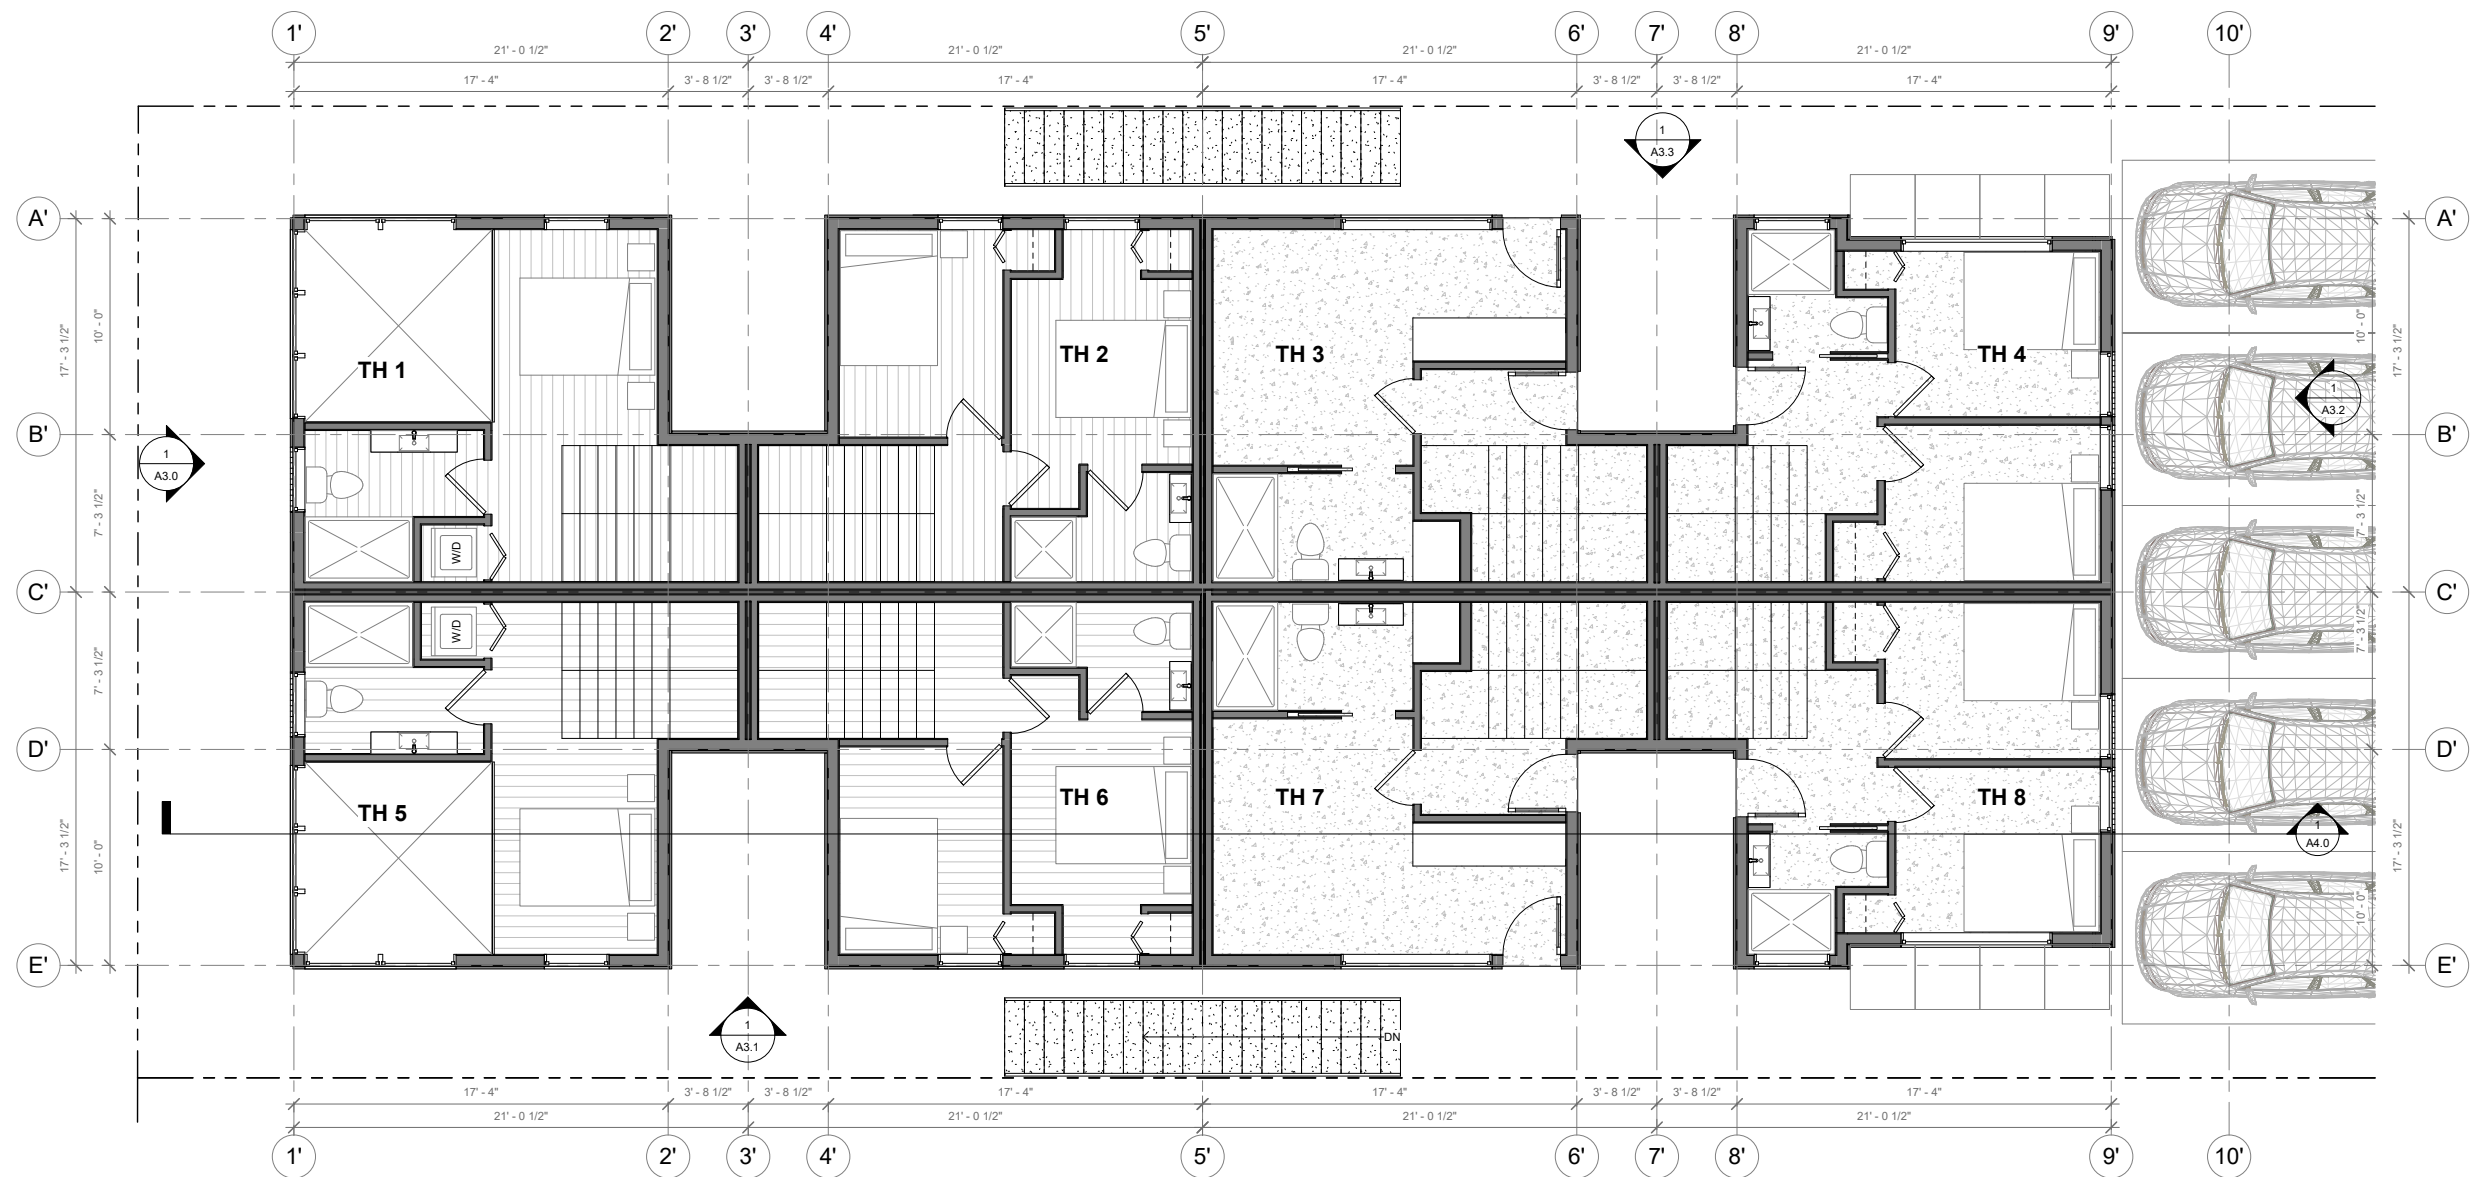 1' 2' 3' 4' 5' 6' 7' 8' 9' 10'
21' - 0 1/2" 21' - 0 1/2" 21' - 0 1/2" 21' - 0 1/2"
17' - 4" 3' - 8 1/2" 3' - 8 1/2" 17' - 4" 17' - 4" 3' - 8 1/2" 3' - 8 1/2" 17' - 4"
1
A3.3
A' A'
17' - 3 1/2" 10' - 0" 10' - 0" 17' - 3 1/2"
TH 1 TH 2 TH 3 TH 4
1
A3.2
B' B'
1
A3.0
7' - 3 1/2" 7' - 3 1/2"
W/D
C' C'
W/D
7' - 3 1/2" 7' - 3 1/2"
D' D'
TH 5 TH 6 TH 7 TH 8
1
A4.0
17' - 3 1/2" 10' - 0" 10' - 0" 17' - 3 1/2"
E' E'
1
A3.1
DN
17' - 4" 3' - 8 1/2" 3' - 8 1/2" 17' - 4" 17' - 4" 3' - 8 1/2" 3' - 8 1/2" 17' - 4"
21' - 0 1/2" 21' - 0 1/2" 21' - 0 1/2" 21' - 0 1/2"
1' 2' 3' 4' 5' 6' 7' 8' 9' 10'